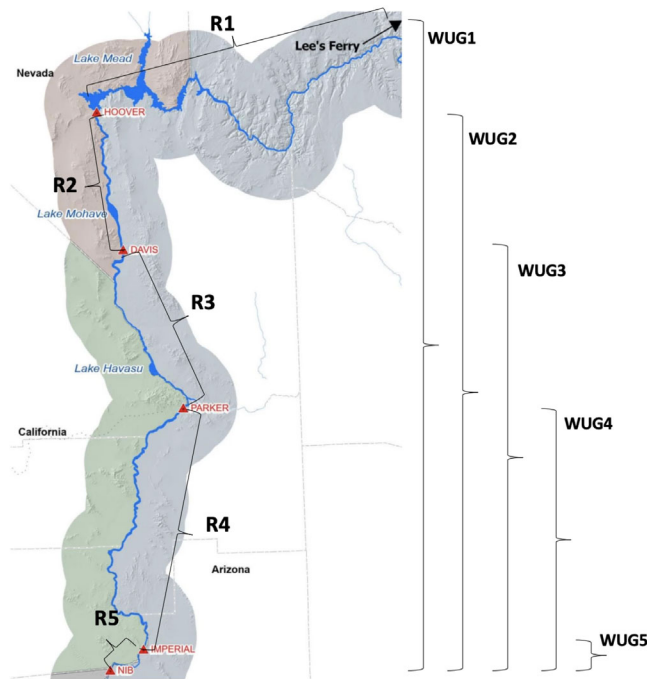 R1
WUG1
Lee's Ferry
Lake Mead
Nevada
HOOVER
WUG2
R2
Lake Mohave
DAVIS
WUG3
R3
Lake Havasu
PARKER
WUG4
California
R4
Arizona
R5
IMPERIAL
WUG5
NIB